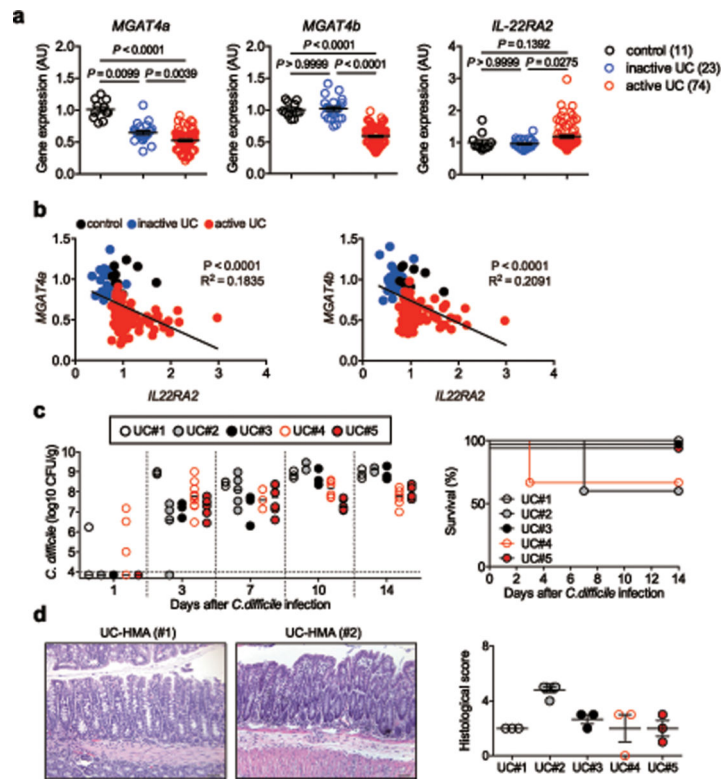 a
MGAT4a
MGAT4b
IL-22RA2
Gene expression (AU)
2.0
1.5
1.0
0.5
0.0
P < 0.0001
P = 0.0099
P = 0.0039
Gene expression (AU)
2.0
1.5
1.0
0.5
0.0
P < 0.0001
P > 0.9999
P < 0.0001
Gene expression (AU)
4
3
2
1
0
P = 0.1392
P > 0.9999
P = 0.0275
control (11)
inactive UC (23)
active UC (74)
b
control
inactive UC
active UC
MGAT4a
1.5
1.0
0.5
0.0
P < 0.0001
R2 = 0.1835
0 1 2 3 4
IL22RA2
MGAT4b
1.5
1.0
0.5
0.0
P < 0.0001
R2 = 0.2091
0 1 2 3 4
IL22RA2
c
UC#1 UC#2 UC#3 UC#4 UC#5
C. difficile (log10 CFU/g)
10
9
8
7
6
5
4
1 3 7 10 14
Days after C.difficile infection
Survival (%)
100
50
0
UC#1
UC#2
UC#3
UC#4
UC#5
0 2 4 6 8 10 12 14
Days after C.difficile infection
d
UC-HMA (#1)
UC-HMA (#2)
Histological score
8
4
0
UC#1 UC#2 UC#3 UC#4 UC#5